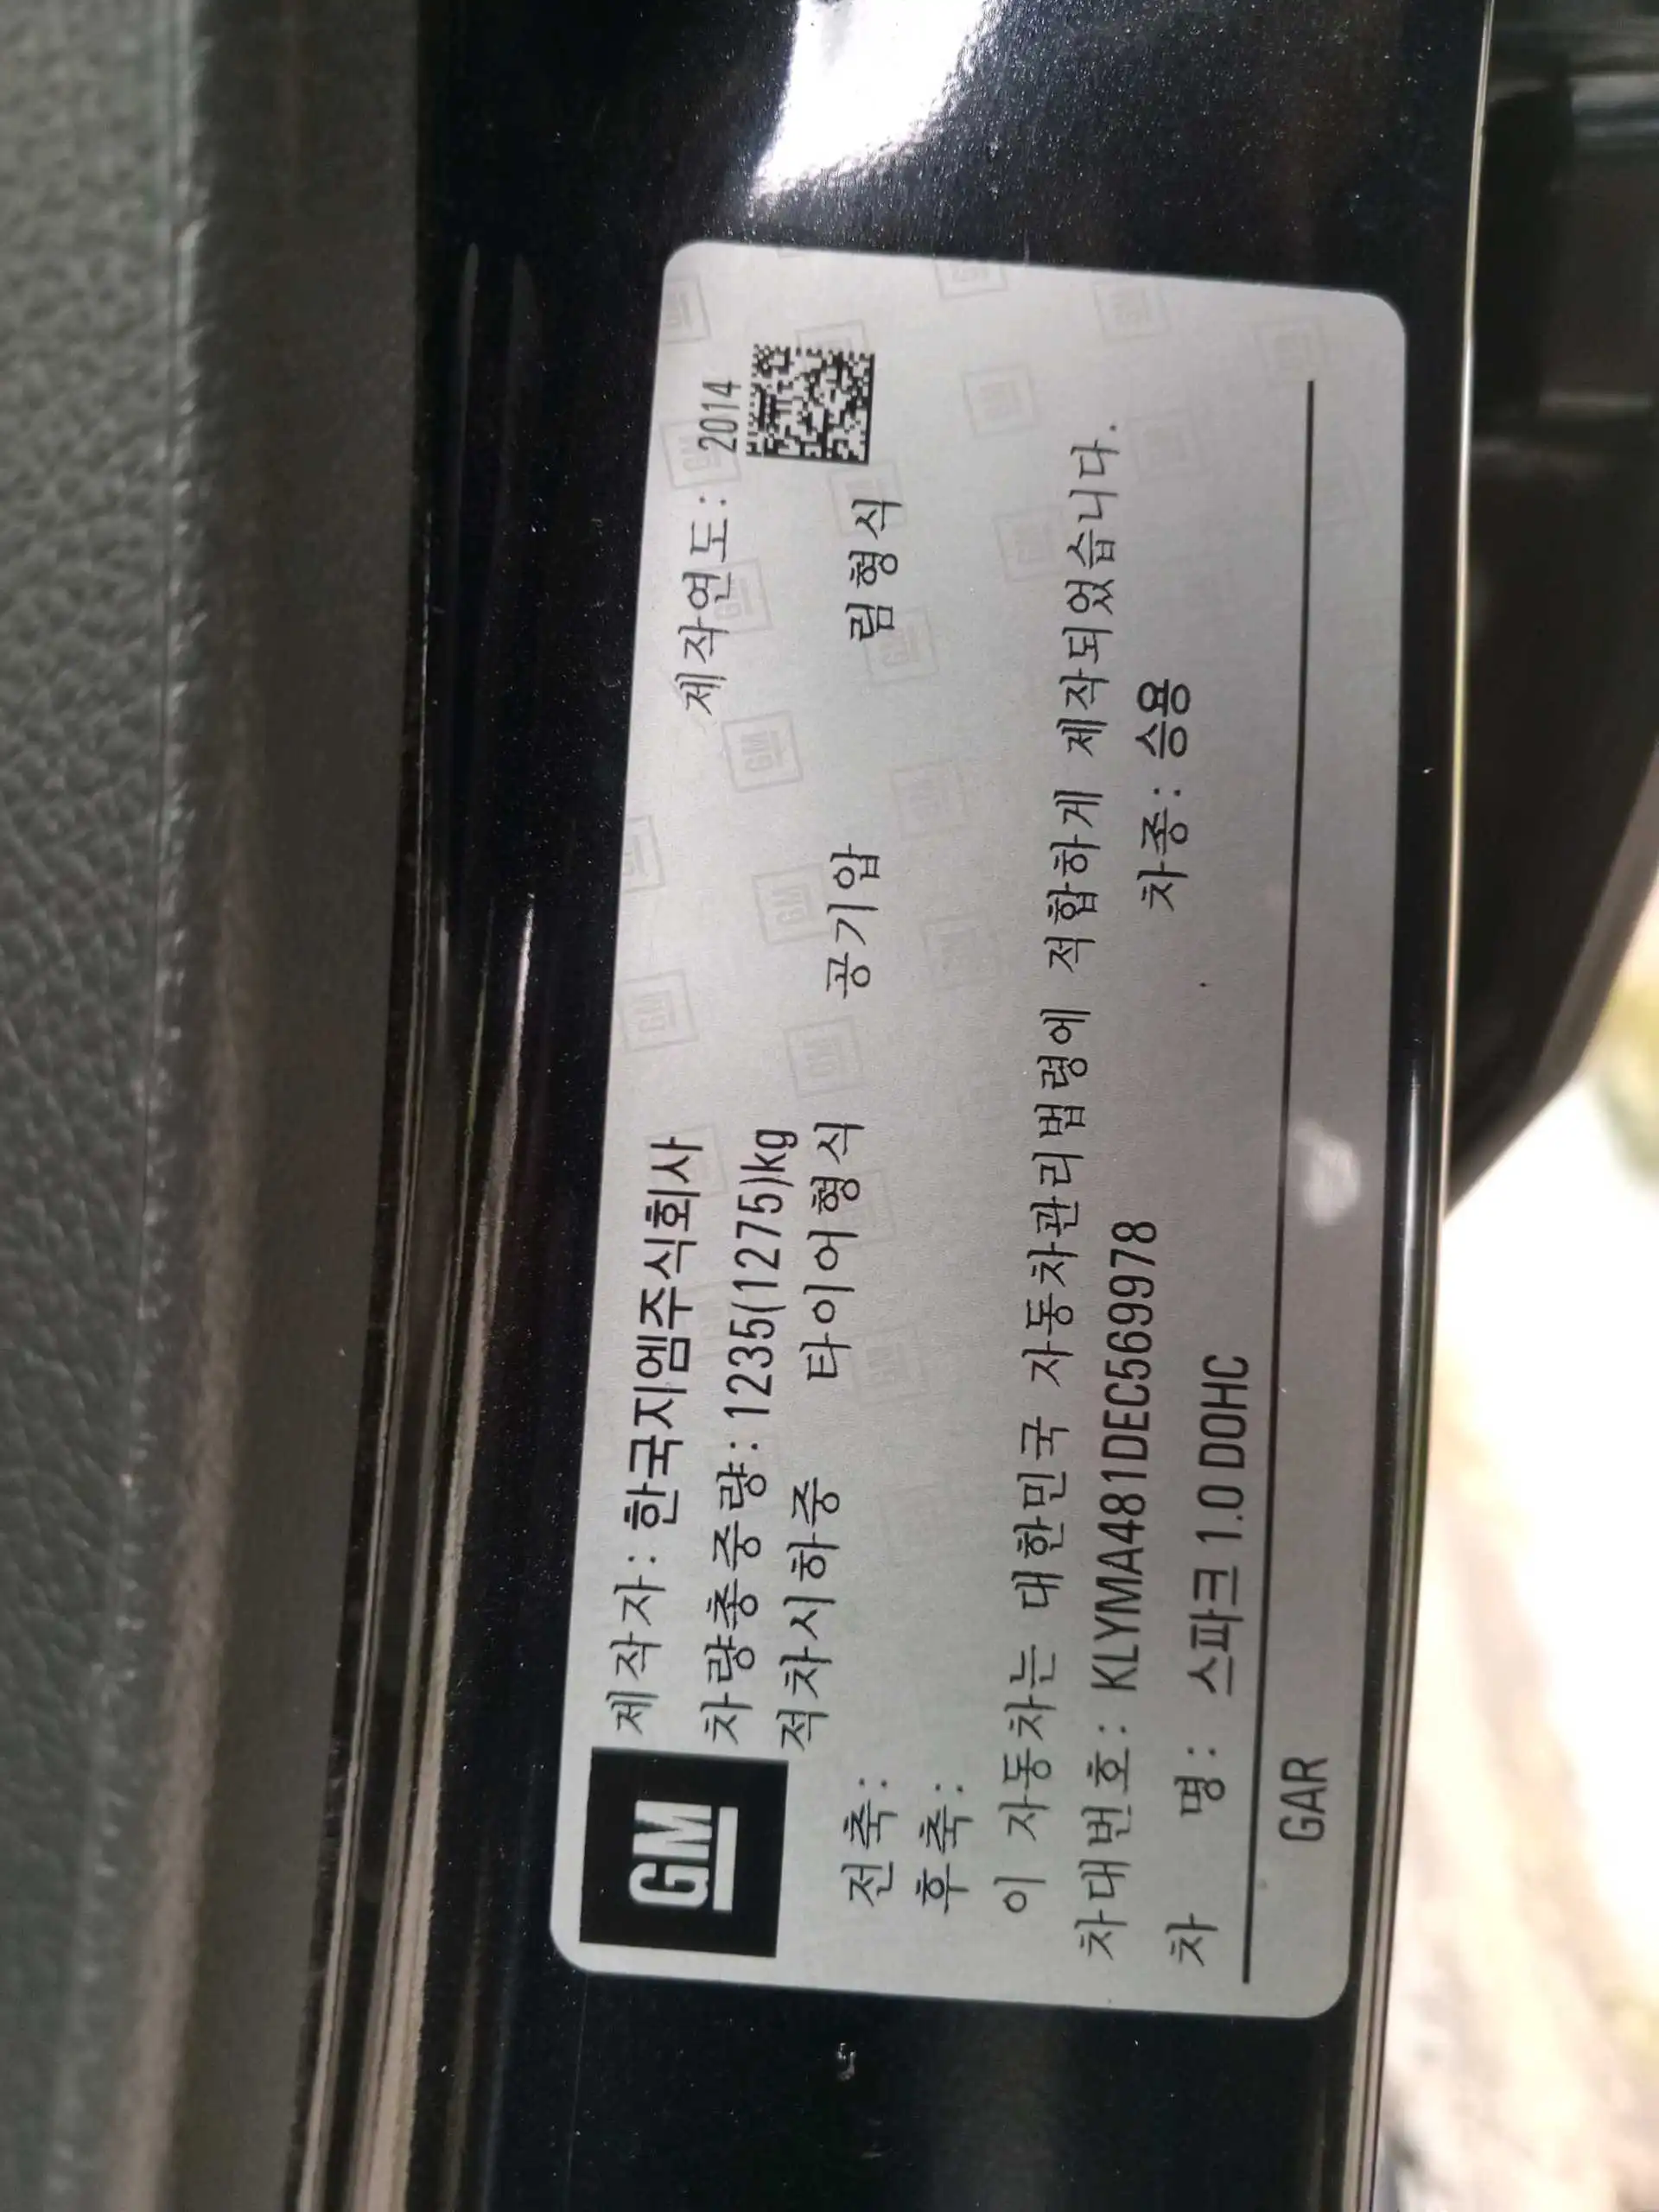 GM
제작자: 한국지엠주식회사 제작연도: 2014
차량총중량: 1235(1275)kg
적차시하중 타이어형식 공기압 림형식
전축:
후축:
이 자동차는 대한민국 자동차관리법령에 적합하게 제작되었습니다.
차대번호: KLYMA481DEC569978 차종: 승용
차 명: 스파크 1.0 DOHC
GAR